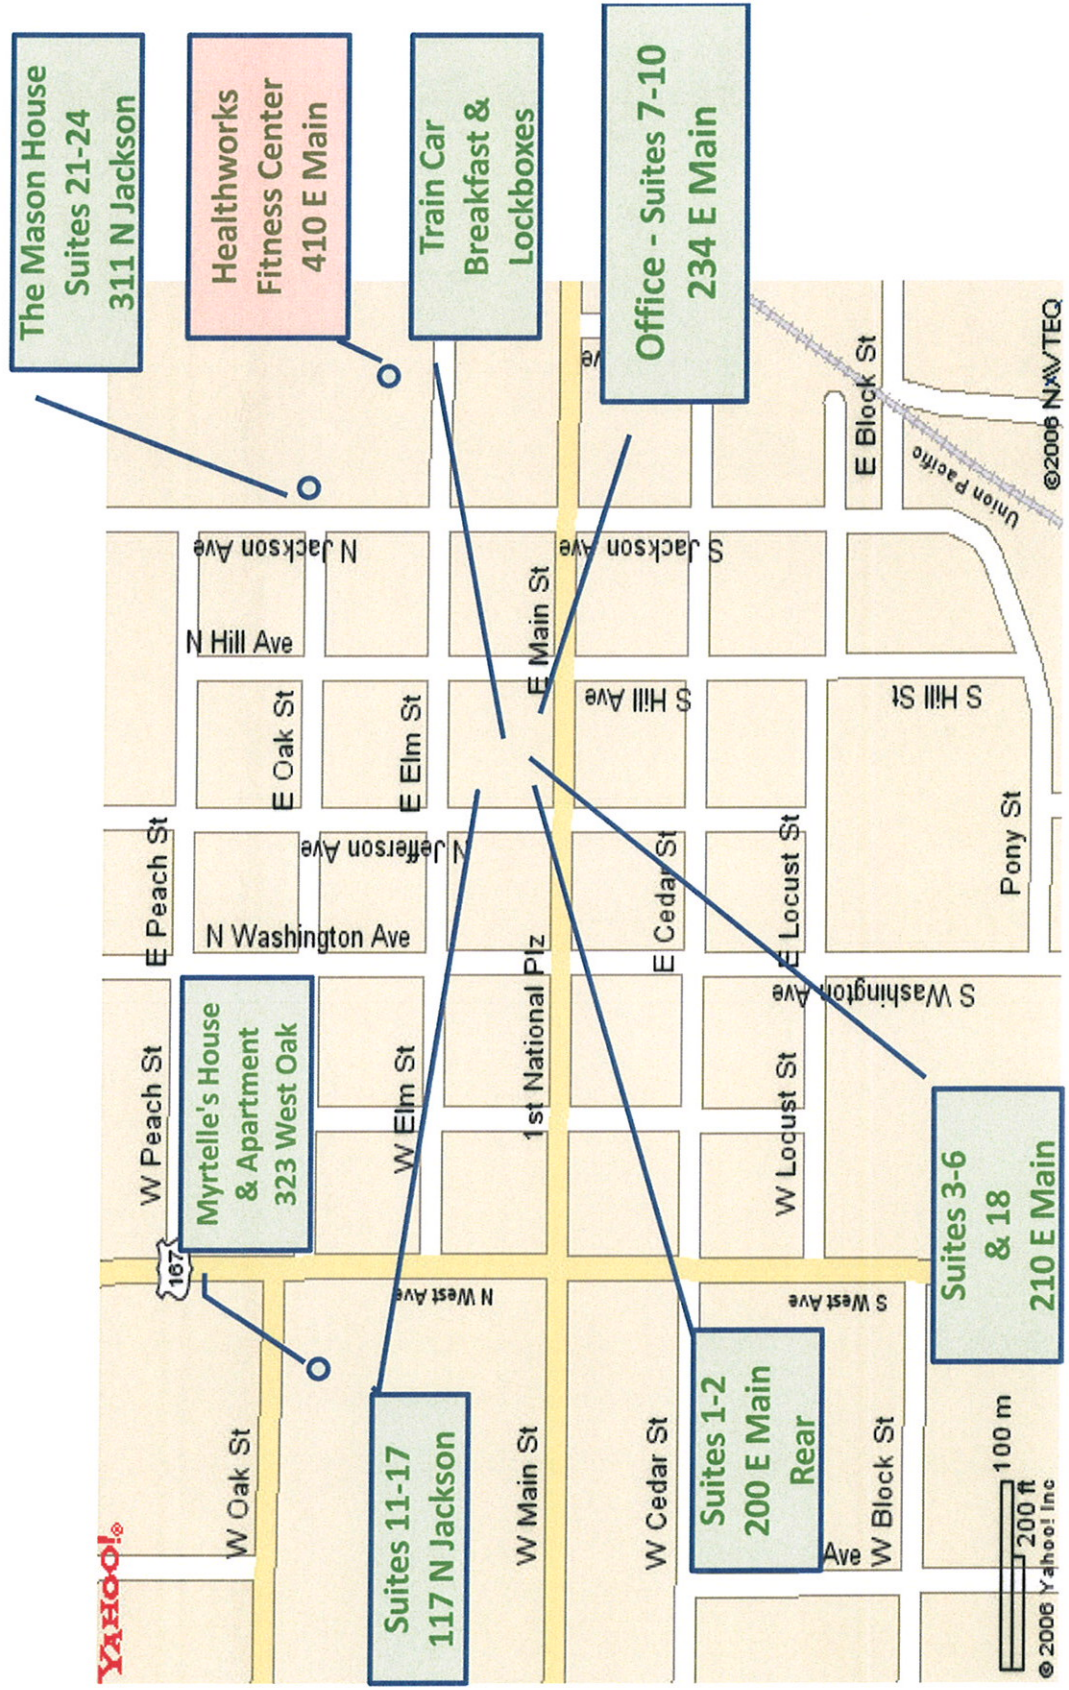 The Mason House
Suites 21-24
311 N Jackson
Healthworks
Fitness Center
410 E Main
Train Car
Breakfast &
Lockboxes
Office - Suites 7-10
234 E Main
Myrtelle's House
& Apartment
323 West Oak
Suites 11-17
117 N Jackson
Suites 1-2
200 E Main
Rear
Suites 3-6
& 18
210 E Main
YAHOO!®
167
W Peach St
E Peach St
W Oak St
E Oak St
W Elm St
E Elm St
W Main St
1st National Plz
E Main St
W Cedar St
E Cedar St
W Locust St
E Locust St
W Block St
E Block St
Pony St
N West Ave
S West Ave
N Washington Ave
S Washington Ave
N Jefferson Ave
N Hill Ave
S Hill Ave
S Hill St
N Jackson Ave
S Jackson Ave
Ave
Ave
Union Pacific
100 m
200 ft
© 2006 Yahoo! Inc
©2006 NAVTEQ